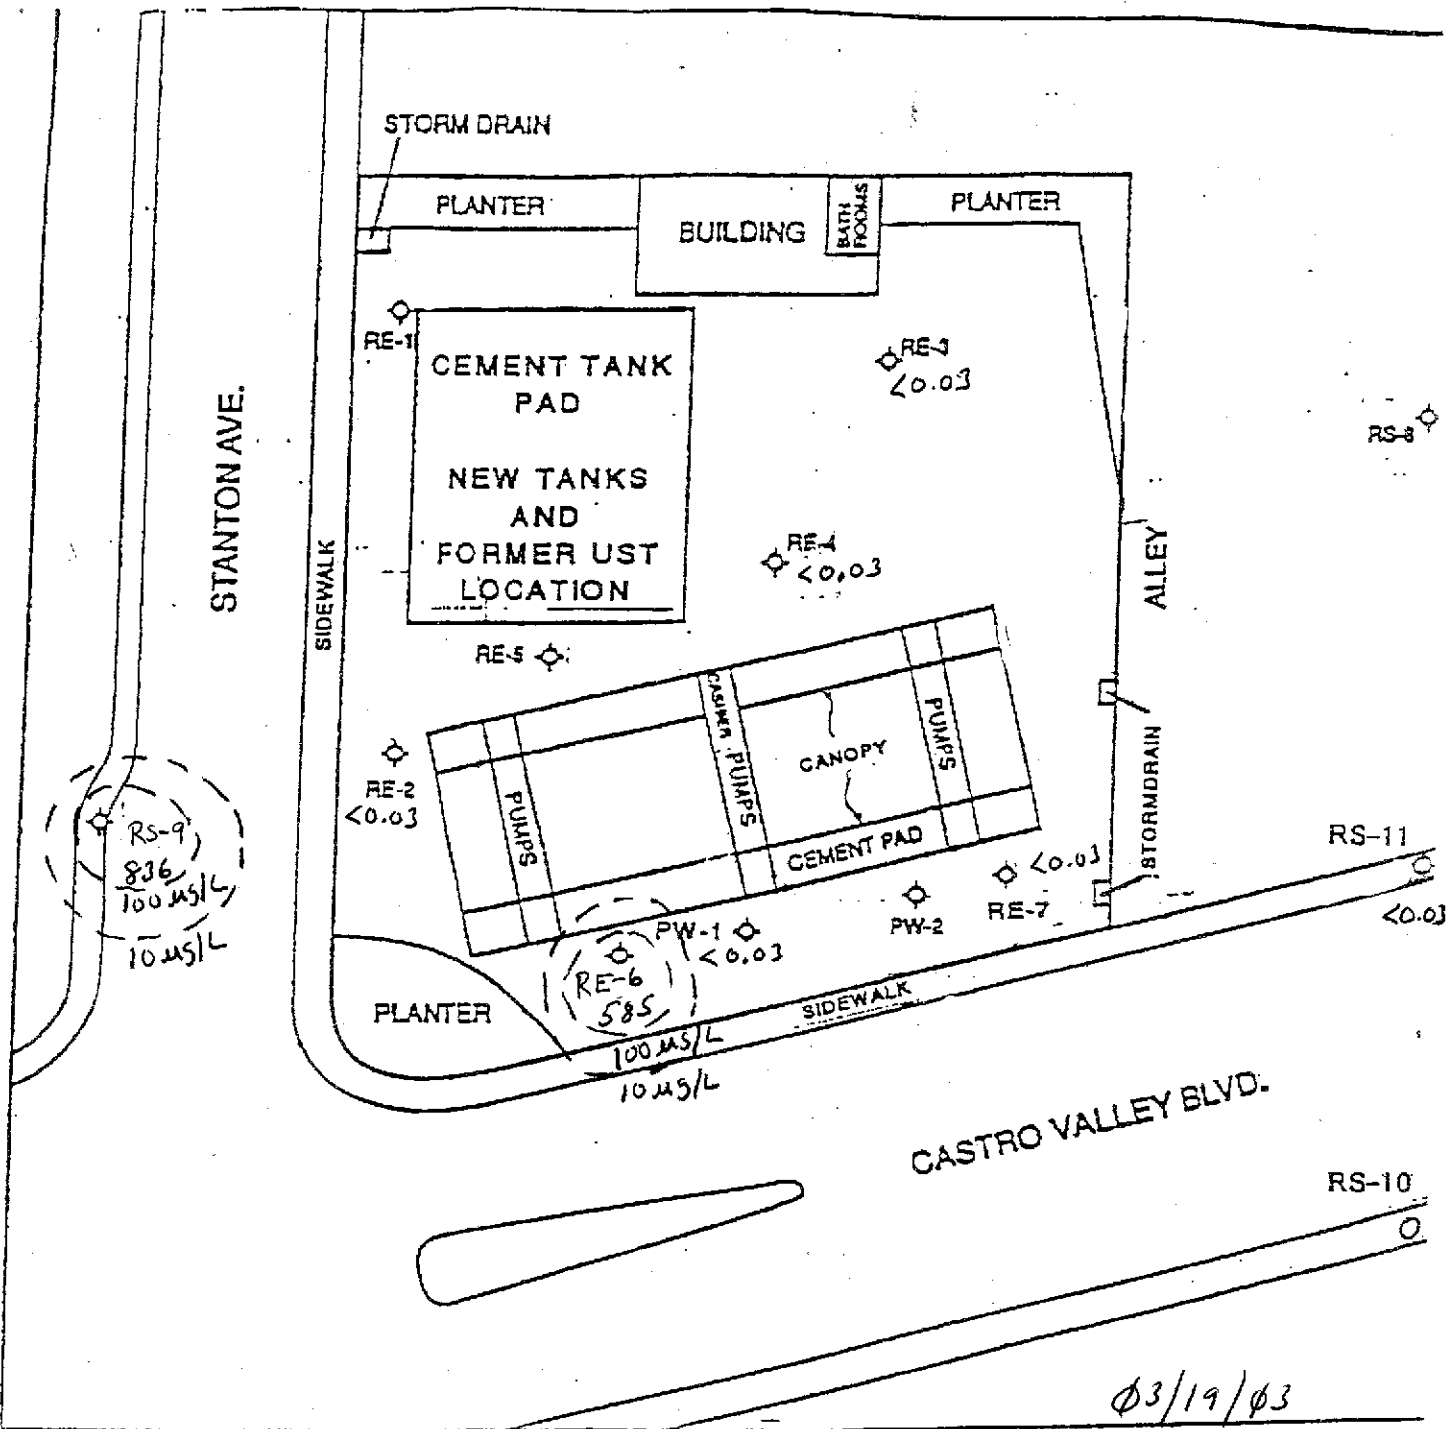 STORM DRAIN
PLANTER
BUILDING
BATH
ROOMS
PLANTER
RE-1
CEMENT TANK
PAD
NEW TANKS
AND
FORMER UST
LOCATION
RE-3
<0.03
RS-8
STANTON AVE.
SIDEWALK
RE-4
<0.03
ALLEY
RE-5
RE-2
<0.03
PUMPS
PUMPS
CANOPY
PUMPS
CEMENT PAD
STORMDRAIN
RS-9
836
100 µg/L
10 µg/L
RS-11
<0.03
RE-7
<0.03
PW-2
PW-1
<0.03
RE-6
585
100 µg/L
10 µg/L
PLANTER
SIDEWALK
CASTRO VALLEY BLVD.
RS-10
Ø3/19/Ø3